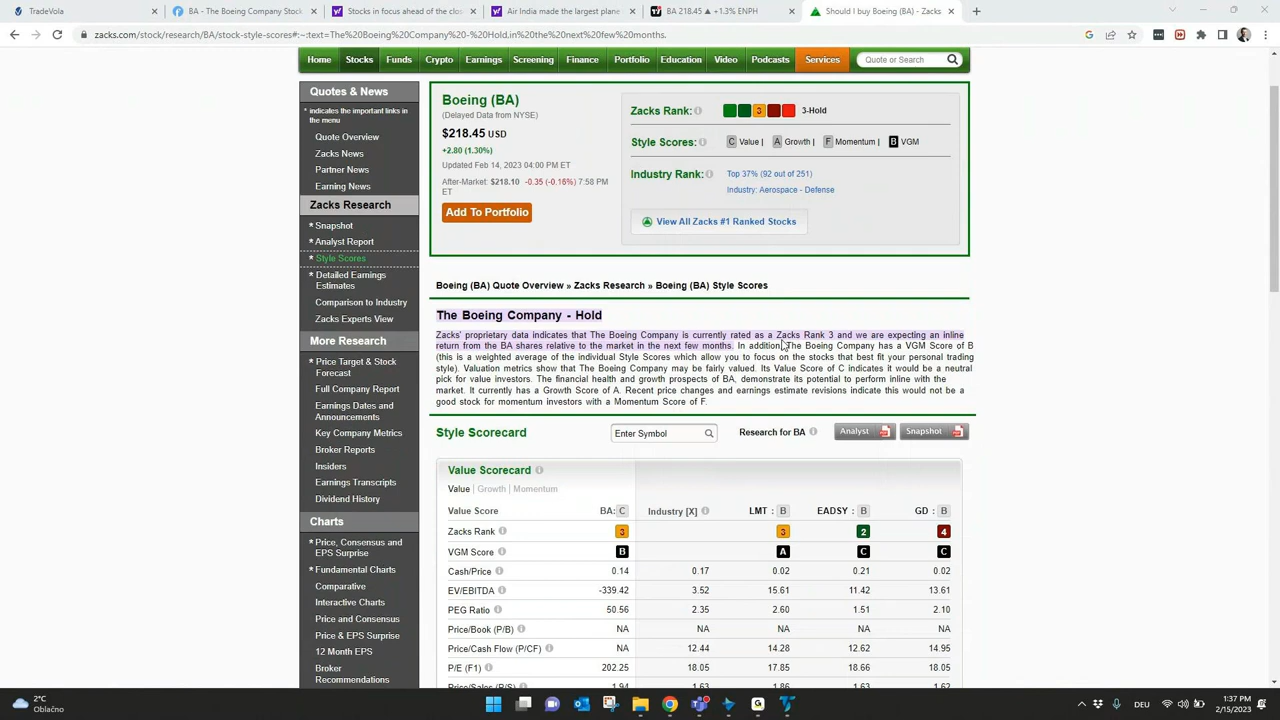 TradeVola
BA - The Boeing Company Stock
Stocks in focus ahead of the clo
Air India made the largest plane
BA 218.45 ▲ +1.3% ENPH
Should I buy Boeing (BA) - Zacks
zacks.com/stock/research/BA/stock-style-scores#:~:text=The%20Boeing%20Company%20-%20Hold,in%20the%20next%20few%20months.
Home
Stocks
Funds
Crypto
Earnings
Screening
Finance
Portfolio
Education
Video
Podcasts
Services
Quote or Search
Quotes & News
* indicates the important links in
the menu
Quote Overview
Zacks News
Partner News
Earning News
Zacks Research
* Snapshot
* Analyst Report
* Style Scores
* Detailed Earnings
Estimates
Comparison to Industry
Zacks Experts View
More Research
* Price Target & Stock
Forecast
Full Company Report
Earnings Dates and
Announcements
Key Company Metrics
Broker Reports
Insiders
Earnings Transcripts
Dividend History
Charts
* Price, Consensus and
EPS Surprise
* Fundamental Charts
Comparative
Interactive Charts
Price and Consensus
Price & EPS Surprise
12 Month EPS
Broker
Recommendations
Boeing (BA)
(Delayed Data from NYSE)
$218.45 USD
+2.80 (1.30%)
Updated Feb 14, 2023 04:00 PM ET
After-Market: $218.10 -0.35 (-0.16%) 7:58 PM
ET
Add To Portfolio
Zacks Rank: 3 3-Hold
Style Scores: C Value | A Growth | F Momentum | B VGM
Industry Rank: Top 37% (92 out of 251)
Industry: Aerospace - Defense
View All Zacks #1 Ranked Stocks
Boeing (BA) Quote Overview » Zacks Research » Boeing (BA) Style Scores
The Boeing Company - Hold
Zacks' proprietary data indicates that The Boeing Company is currently rated as a Zacks Rank 3 and we are expecting an inline
return from the BA shares relative to the market in the next few months. In addition, The Boeing Company has a VGM Score of B
(this is a weighted average of the individual Style Scores which allow you to focus on the stocks that best fit your personal trading
style). Valuation metrics show that The Boeing Company may be fairly valued. Its Value Score of C indicates it would be a neutral
pick for value investors. The financial health and growth prospects of BA, demonstrate its potential to perform inline with the
market. It currently has a Growth Score of A. Recent price changes and earnings estimate revisions indicate this would not be a
good stock for momentum investors with a Momentum Score of F.
Style Scorecard
Enter Symbol
Research for BA
Analyst
Snapshot
Value Scorecard
Value | Growth | Momentum
Value Score BA: C Industry [X] LMT : B EADSY : B GD : B
Zacks Rank 3 3 2 4
VGM Score B A C C
Cash/Price 0.14 0.17 0.02 0.21 0.02
EV/EBITDA -339.42 3.52 15.61 11.42 13.61
PEG Ratio 50.56 2.35 2.60 1.51 2.10
Price/Book (P/B) NA NA NA NA NA
Price/Cash Flow (P/CF) NA 12.44 14.28 12.62 14.95
P/E (F1) 202.25 18.05 17.85 18.66 18.05
Price/Sales (P/S) 1.94 1.63 1.86 1.63 1.62
2°C
Oblačno
DEU
1:37 PM
2/15/2023